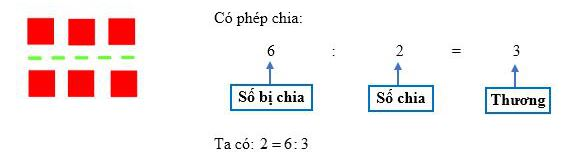 Có phép chia:
6 : 2 = 3
Số bị chia Số chia Thương
Ta có: 2 = 6 : 3